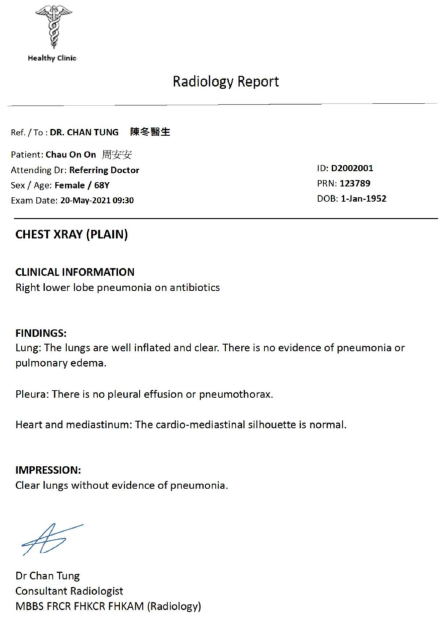 Healthy Clinic
Radiology Report
Ref. / To : DR. CHAN TUNG 陳冬醫生
Patient: Chau On On 周安安
Attending Dr: Referring Doctor
ID: D2002001
Sex / Age: Female / 68Y
PRN: 123789
Exam Date: 20-May-2021 09:30
DOB: 1-Jan-1952
CHEST XRAY (PLAIN)
CLINICAL INFORMATION
Right lower lobe pneumonia on antibiotics
FINDINGS:
Lung: The lungs are well inflated and clear. There is no evidence of pneumonia or
pulmonary edema.
Pleura: There is no pleural effusion or pneumothorax.
Heart and mediastinum: The cardio-mediastinal silhouette is normal.
IMPRESSION:
Clear lungs without evidence of pneumonia.
Dr Chan Tung
Consultant Radiologist
MBBS FRCR FHKCR FHKAM (Radiology)